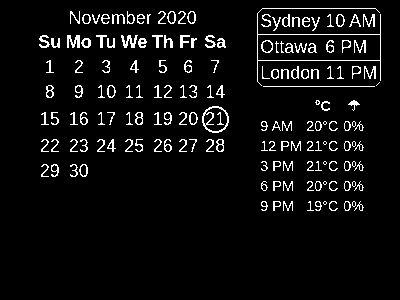 November 2020
Su Mo Tu We Th Fr Sa
1 2 3 4 5 6 7
8 9 10 11 12 13 14
15 16 17 18 19 20 21
22 23 24 25 26 27 28
29 30
Sydney 10 AM
Ottawa 6 PM
London 11 PM
°C ☂
9 AM 20°C 0%
12 PM 21°C 0%
3 PM 21°C 0%
6 PM 20°C 0%
9 PM 19°C 0%